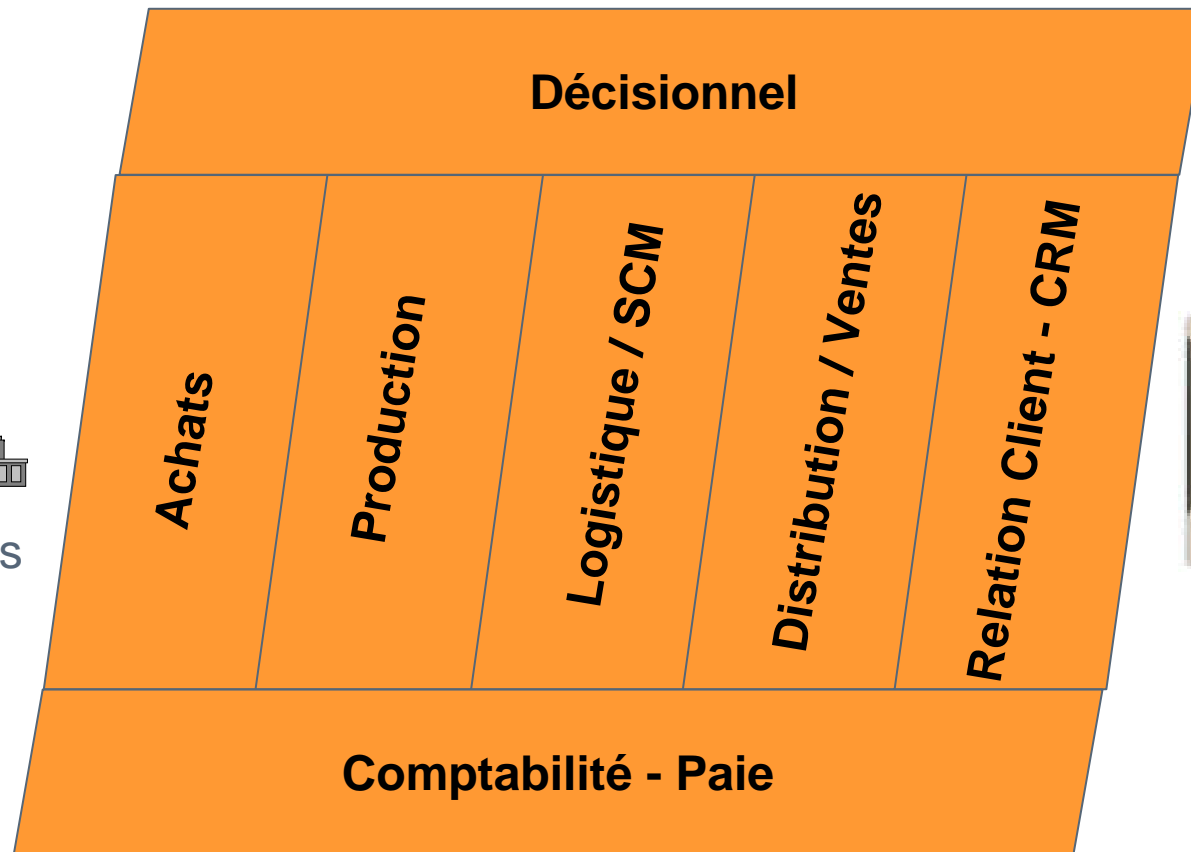 Décisionnel
Achats
Production
Logistique / SCM
Distribution / Ventes
Relation Client - CRM
Comptabilité - Paie